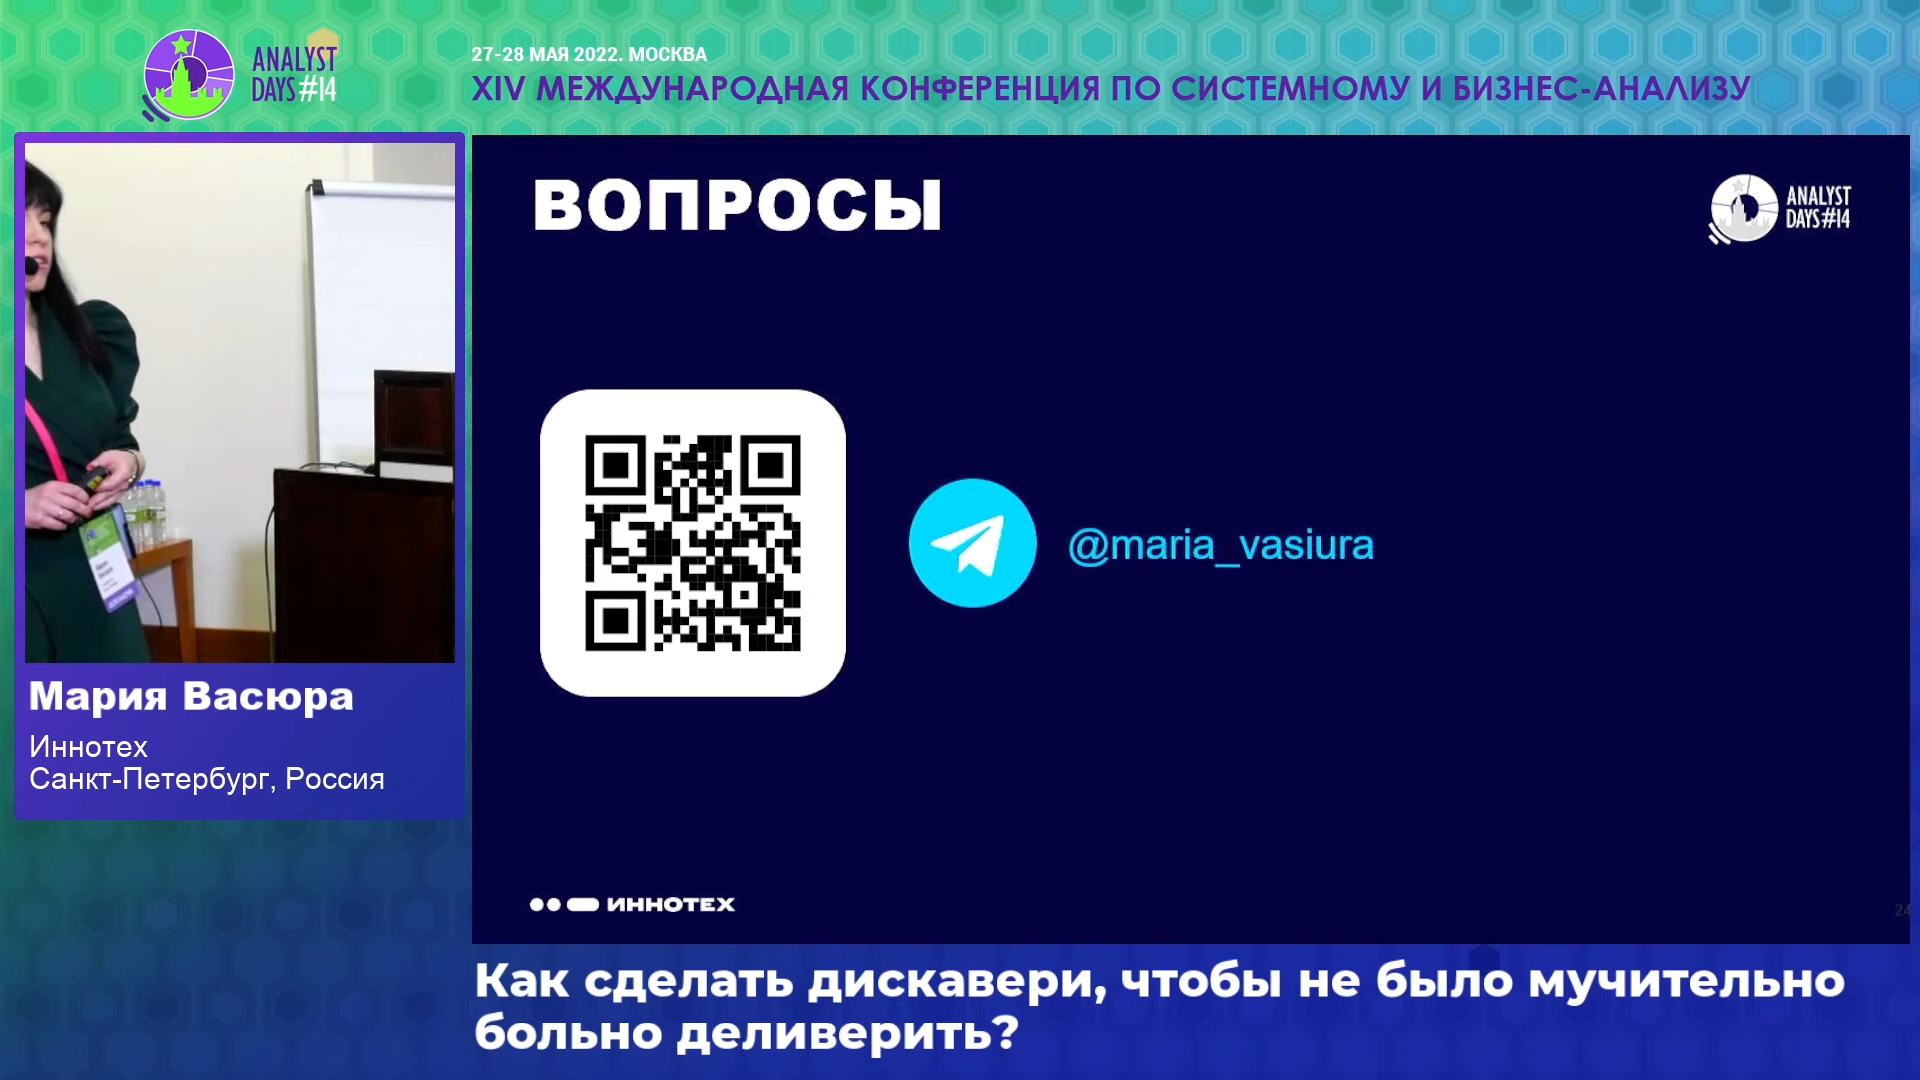 ANALYST
DAYS#14
27-28 МАЯ 2022. МОСКВА
XIV МЕЖДУНАРОДНАЯ КОНФЕРЕНЦИЯ ПО СИСТЕМНОМУ И БИЗНЕС-АНАЛИЗУ
ВОПРОСЫ
ANALYST
DAYS#14
@maria_vasiura
Мария Васюра
Иннотех
Санкт-Петербург, Россия
ИННОТЕХ
24
Как сделать дискавери, чтобы не было мучительно
больно деливерить?